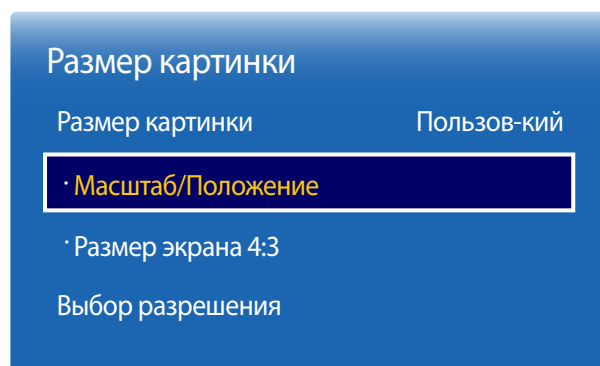 Размер картинки
Размер картинки Пользов-кий
· Масштаб/Положение
· Размер экрана 4:3
Выбор разрешения